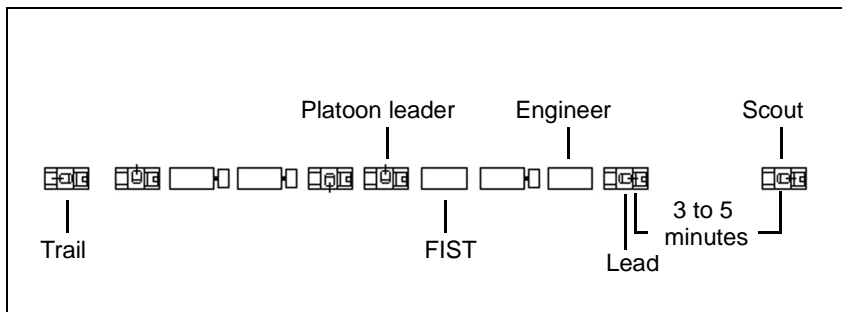 Platoon leader
Engineer
Scout
Trail
FIST
Lead
3 to 5
minutes